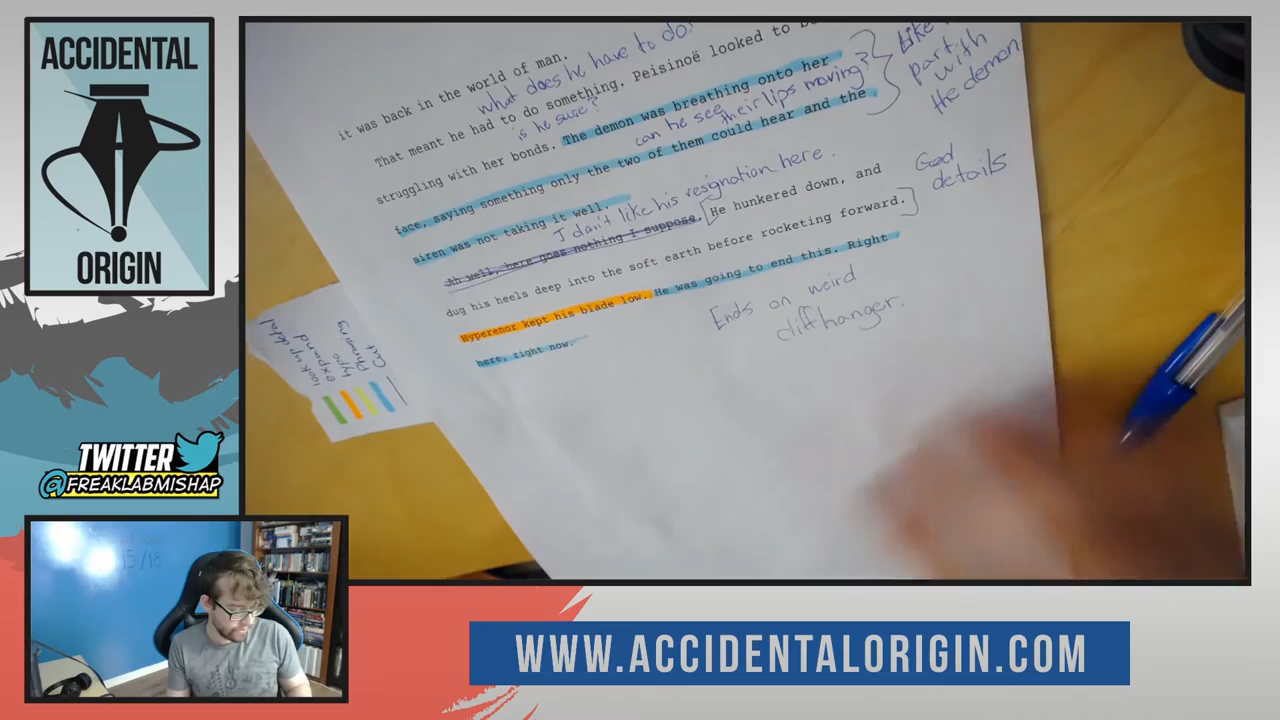 ACCIDENTAL
ORIGIN
it was back in the world of man.
What does he have to do?
That meant he had to do something. Peisinoë looked to
is he sure?
struggling with her bonds. The demon was breathing onto her
can he see their lips moving?
face, saying something only the two of them could hear and the
siren was not taking it well.
I don't like his resignation here.
Ah well, here goes nothing I suppose. He hunkered down, and
dug his heels deep into the soft earth before rocketing forward.
Hyperenor kept his blade low. He was going to end this. Right
here, right now.
Like
part
with
the demon
Good
details
Ends on weird
cliffhanger.
look up detail
expand
typo
phrasing
Cut
TWITTER
@FREAKLABMISHAP
15/18
WWW.ACCIDENTALORIGIN.COM